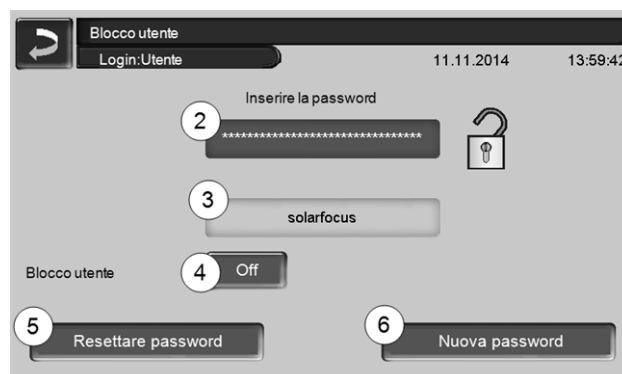 Blocco utente
Login:Utente 11.11.2014 13:59:42
Inserire la password
2 ********************************
3 solarfocus
Blocco utente 4 Off
5 Resettare password
6 Nuova password